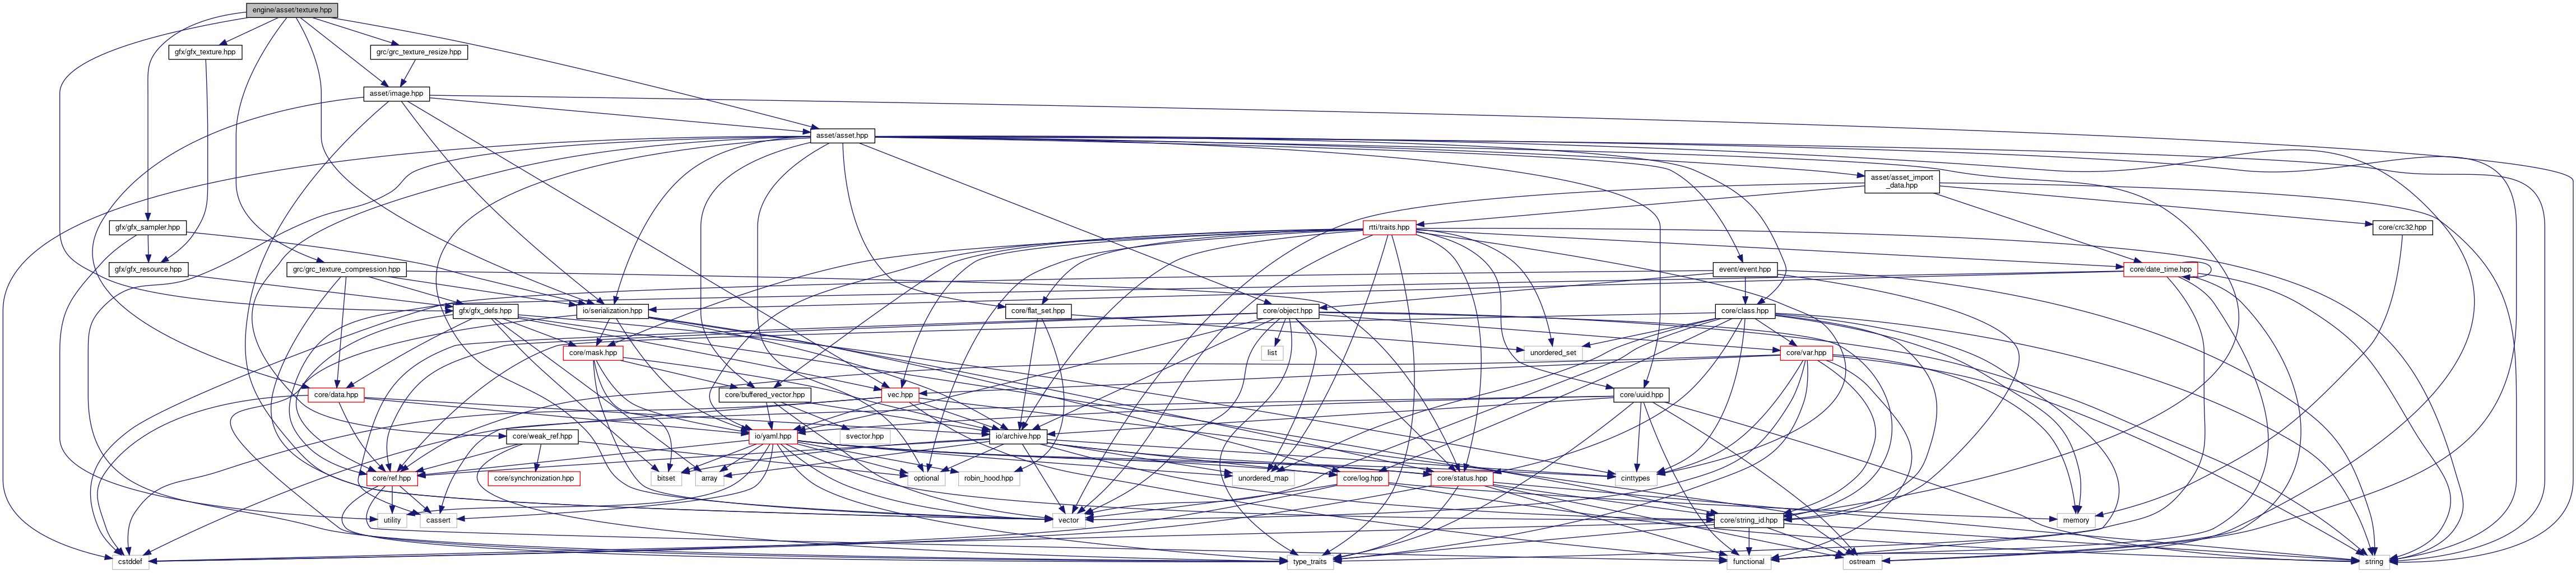 engine/asset/texture.hpp
gfx/gfx_texture.hpp
grc/grc_texture_resize.hpp
asset/image.hpp
asset/asset.hpp
asset/asset_import
_data.hpp
gfx/gfx_sampler.hpp
rtti/traits.hpp
core/crc32.hpp
gfx/gfx_resource.hpp
grc/grc_texture_compression.hpp
event/event.hpp
core/date_time.hpp
gfx/gfx_defs.hpp
io/serialization.hpp
core/flat_set.hpp
core/object.hpp
core/class.hpp
core/mask.hpp
list
unordered_set
core/var.hpp
core/data.hpp
core/buffered_vector.hpp
vec.hpp
core/uuid.hpp
core/weak_ref.hpp
io/yaml.hpp
svector.hpp
io/archive.hpp
core/ref.hpp
core/synchronization.hpp
bitset
array
optional
robin_hood.hpp
unordered_map
core/log.hpp
core/status.hpp
cinttypes
utility
cassert
vector
core/string_id.hpp
memory
cstddef
type_traits
functional
ostream
string